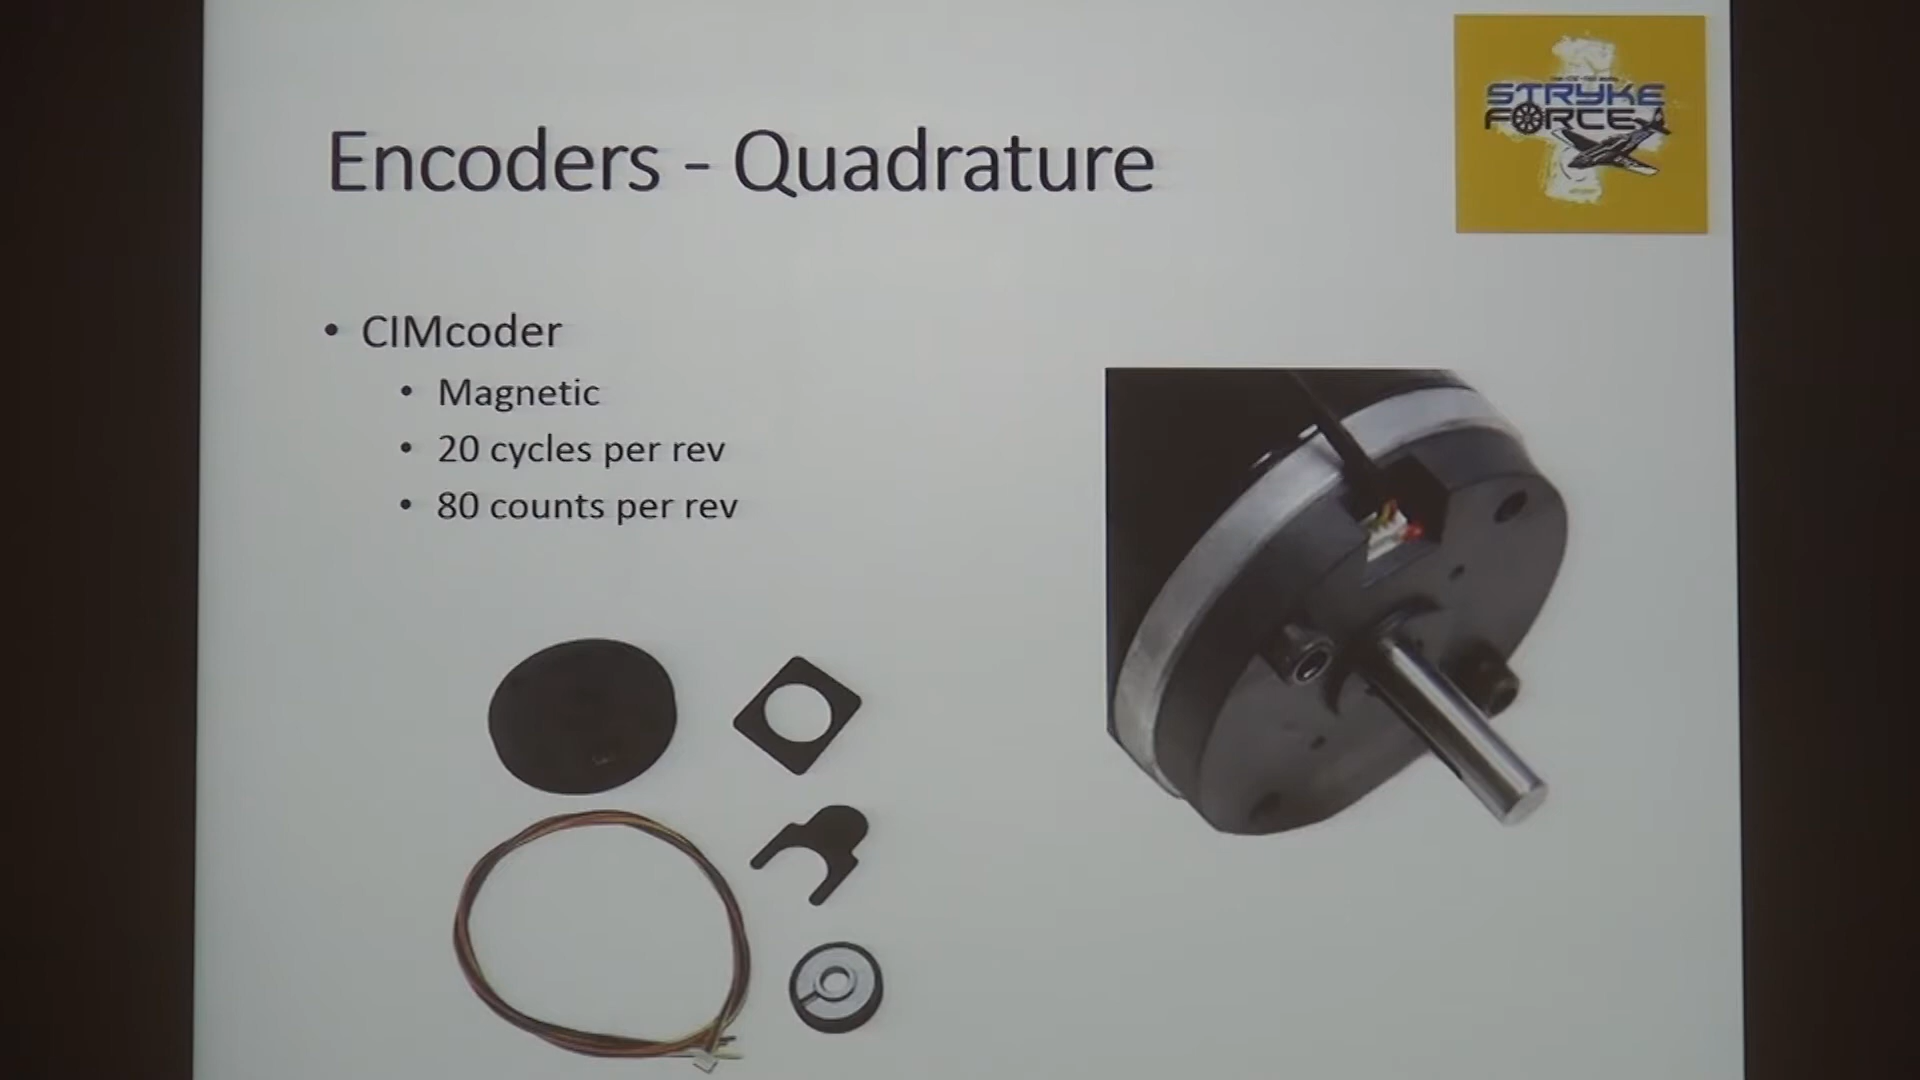 STRYKE
FORCE
Encoders - Quadrature
• CIMcoder
• Magnetic
• 20 cycles per rev
• 80 counts per rev